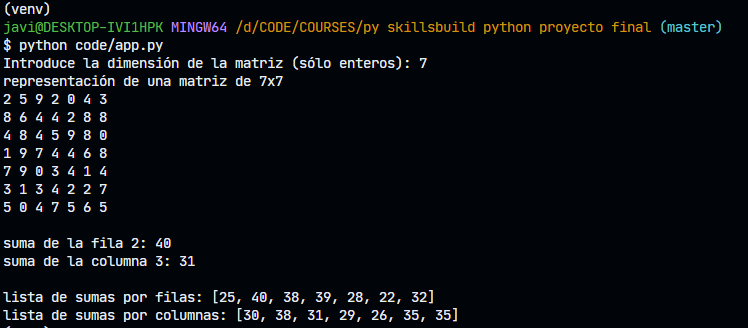 (venv)
javi@DESKTOP-IVI1HPK MINGW64 /d/CODE/COURSES/py skillsbuild python proyecto final (master)
$ python code/app.py
Introduce la dimensión de la matriz (sólo enteros): 7
representación de una matriz de 7x7
2 5 9 2 0 4 3
8 6 4 4 2 8 8
4 8 4 5 9 8 0
1 9 7 4 4 6 8
7 9 0 3 4 1 4
3 1 3 4 2 2 7
5 0 4 7 5 6 5
suma de la fila 2: 40
suma de la columna 3: 31
lista de sumas por filas: [25, 40, 38, 39, 28, 22, 32]
lista de sumas por columnas: [30, 38, 31, 29, 26, 35, 35]